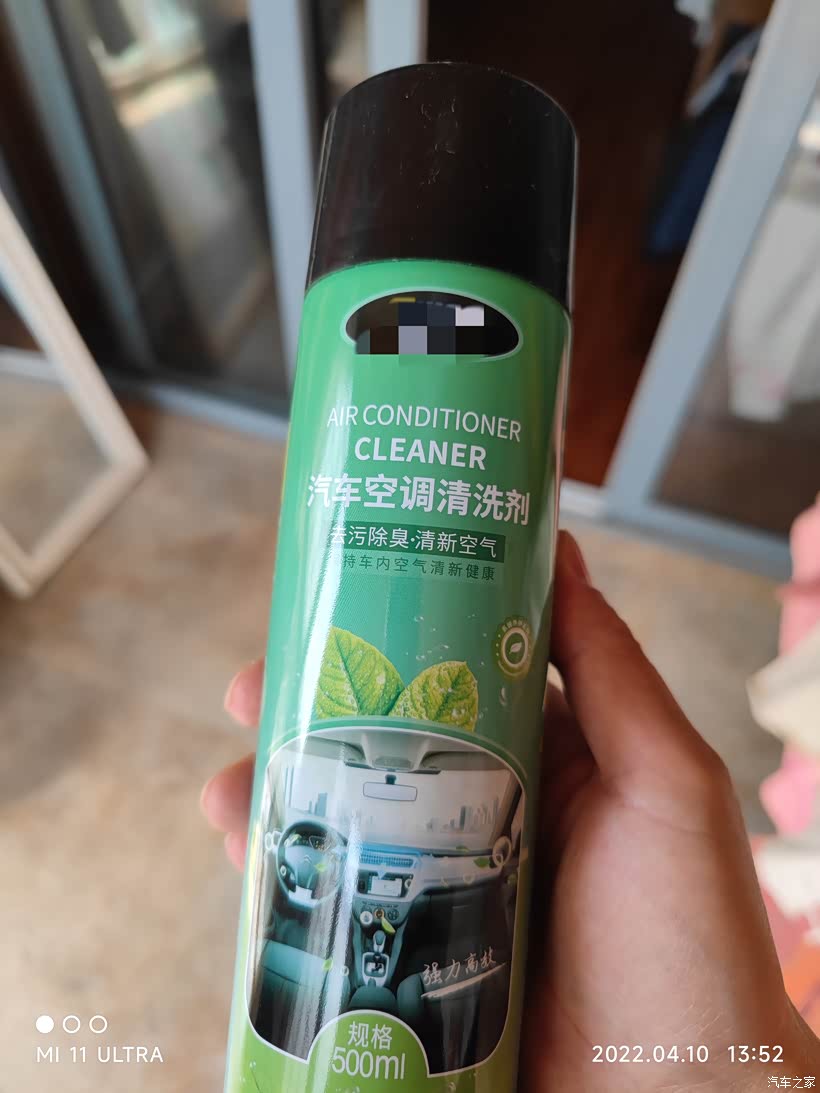 AIR CONDITIONER
CLEANER
汽车空调清洗剂
去污除臭·清新空气
持车内空气清新健康
强力高效
规格
500ml
MI 11 ULTRA
2022.04.10 13:52
汽车之家